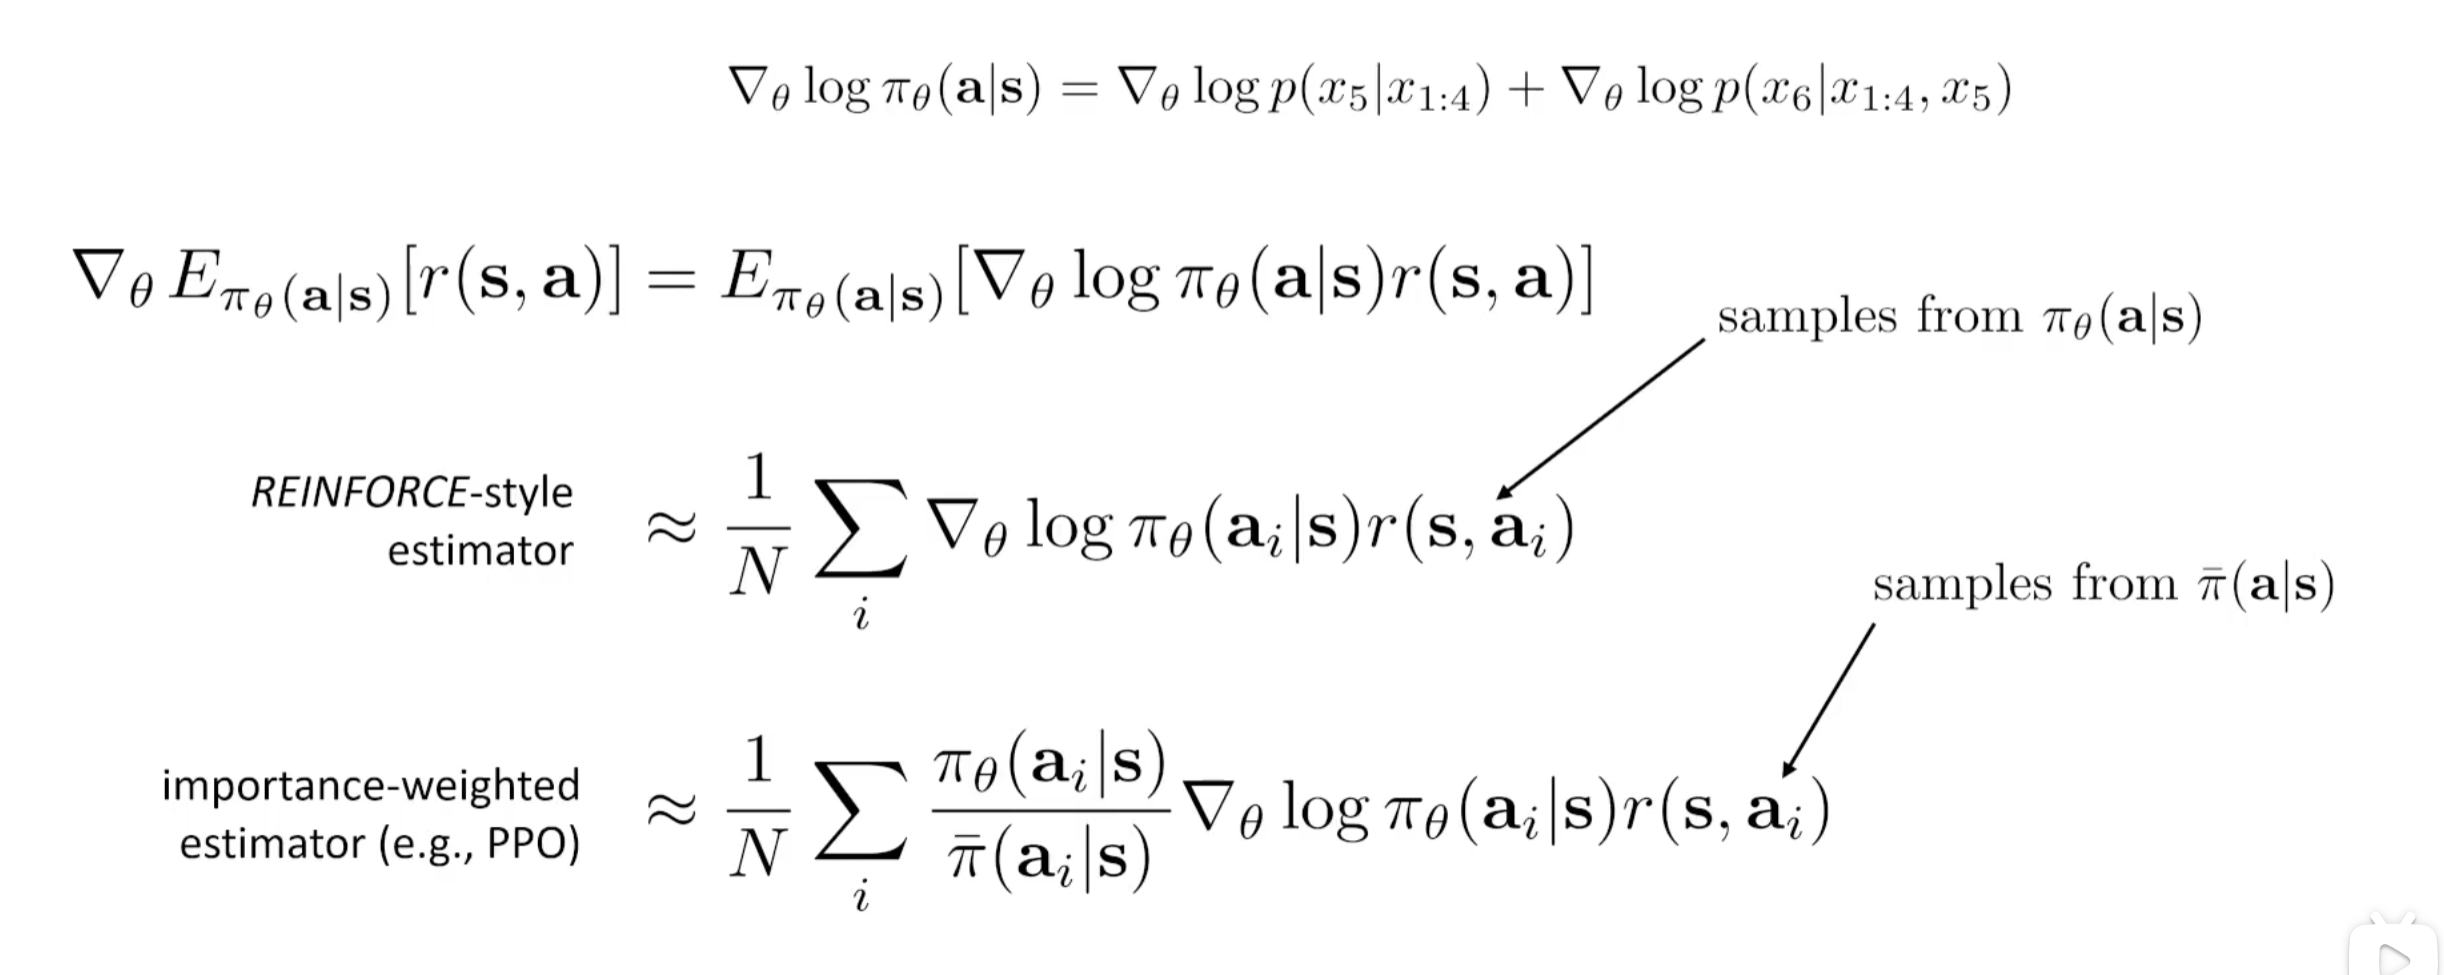 ∇θ log πθ(a|s) = ∇θ log p(x5|x1:4) + ∇θ log p(x6|x1:4, x5)
∇θ Eπθ(a|s)[r(s, a)] = Eπθ(a|s)[∇θ log πθ(a|s)r(s, a)]
samples from πθ(a|s)
REINFORCE-style
estimator
≈ 1/N ∑i ∇θ log πθ(ai|s)r(s, ai)
samples from π̄(a|s)
importance-weighted
estimator (e.g., PPO)
≈ 1/N ∑i πθ(ai|s)/π̄(ai|s) ∇θ log πθ(ai|s)r(s, ai)